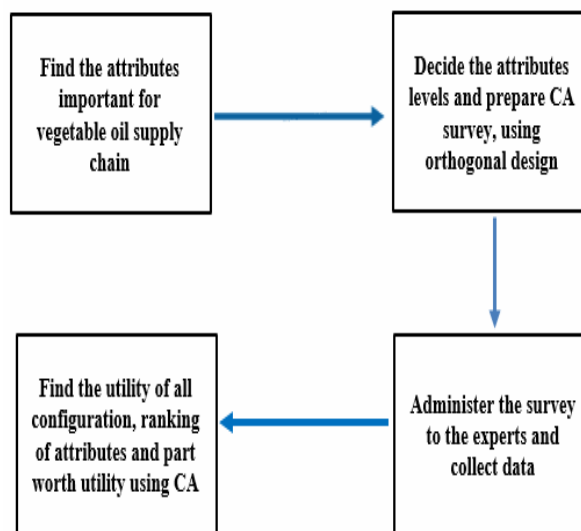 Find the attributes
important for
vegetable oil supply
chain
Decide the attributes
levels and prepare CA
survey, using
orthogonal design
Administer the survey
to the experts and
collect data
Find the utility of all
configuration, ranking
of attributes and part
worth utility using CA